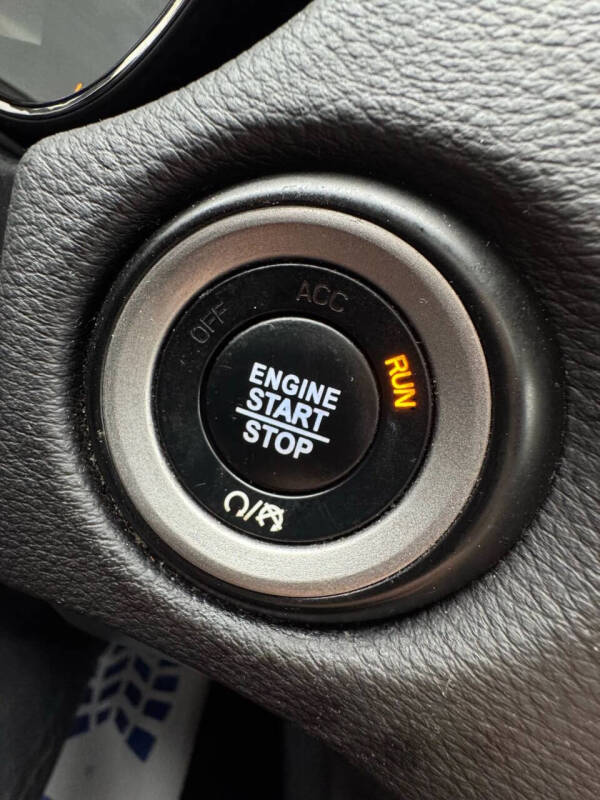 OFF
ACC
RUN
ENGINE
START
STOP